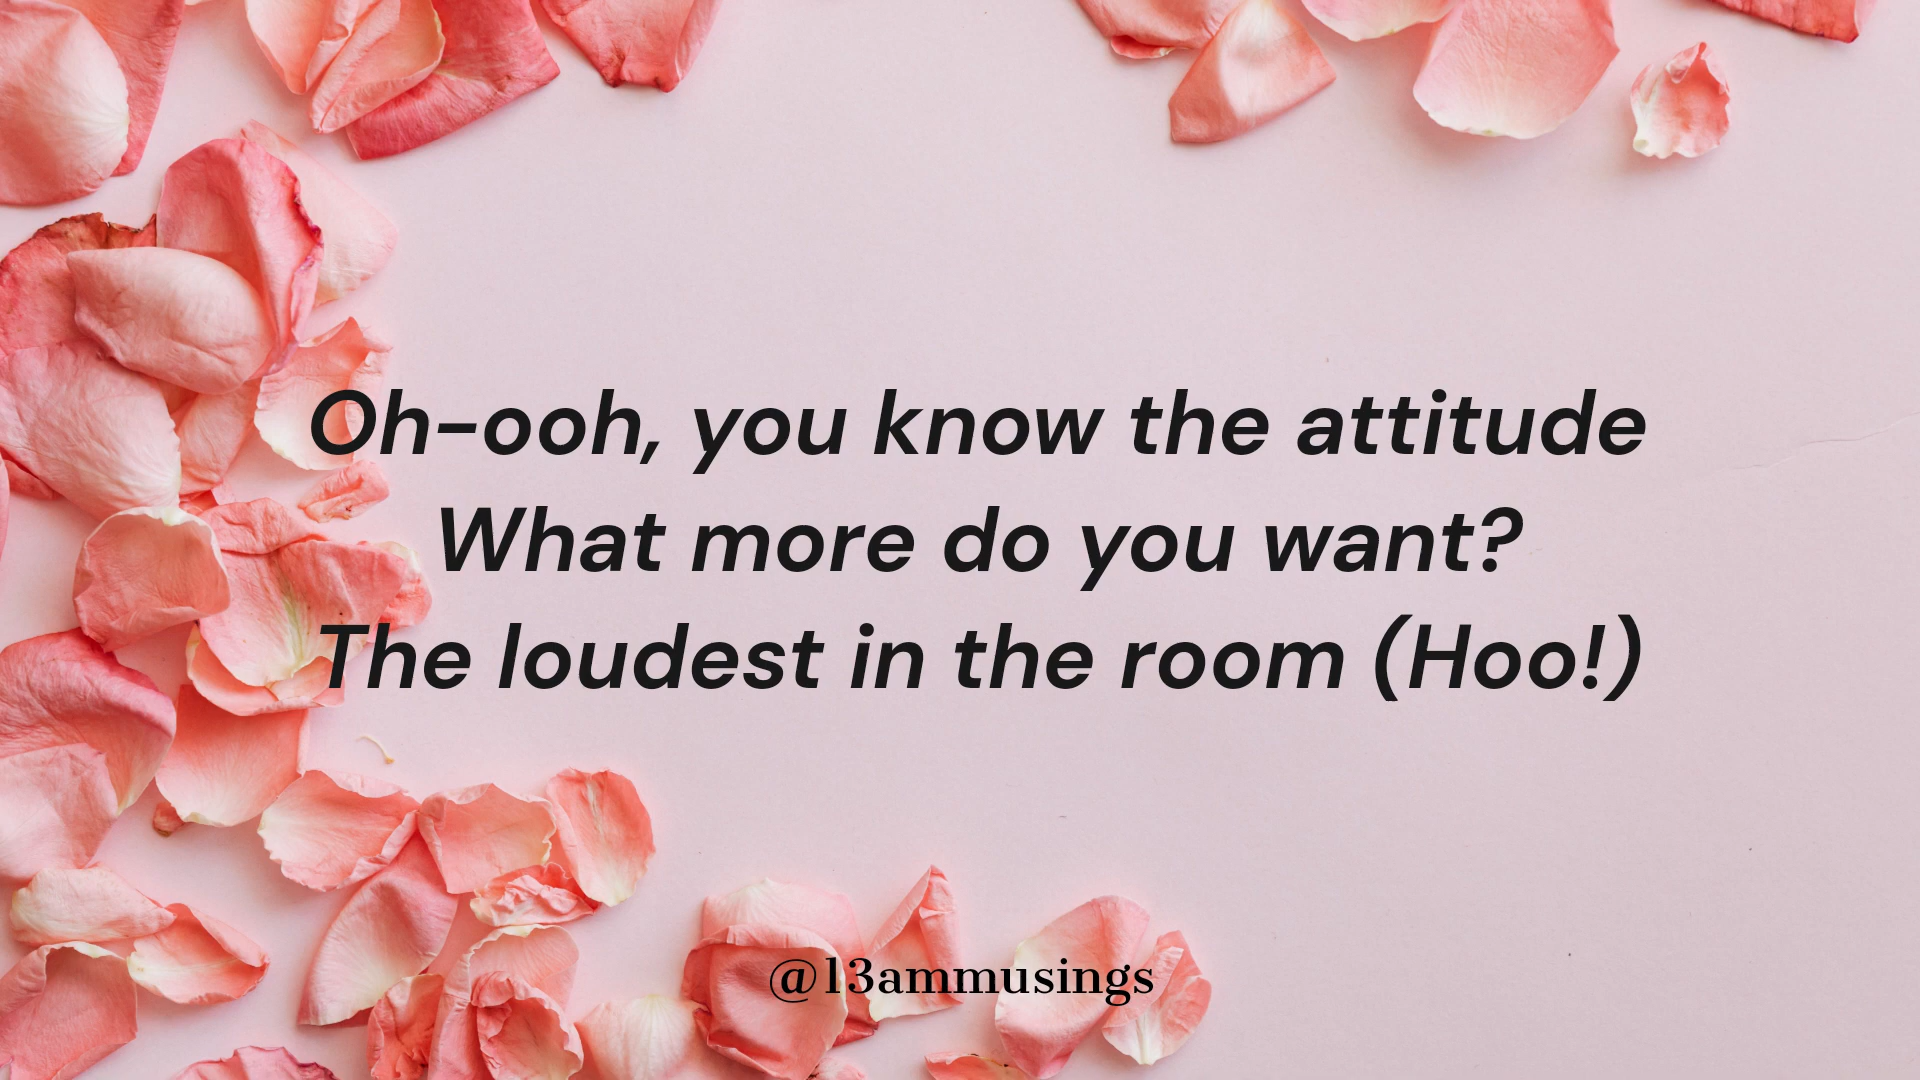 Oh-ooh, you know the attitude
What more do you want?
The loudest in the room (Hoo!)
@13ammusings